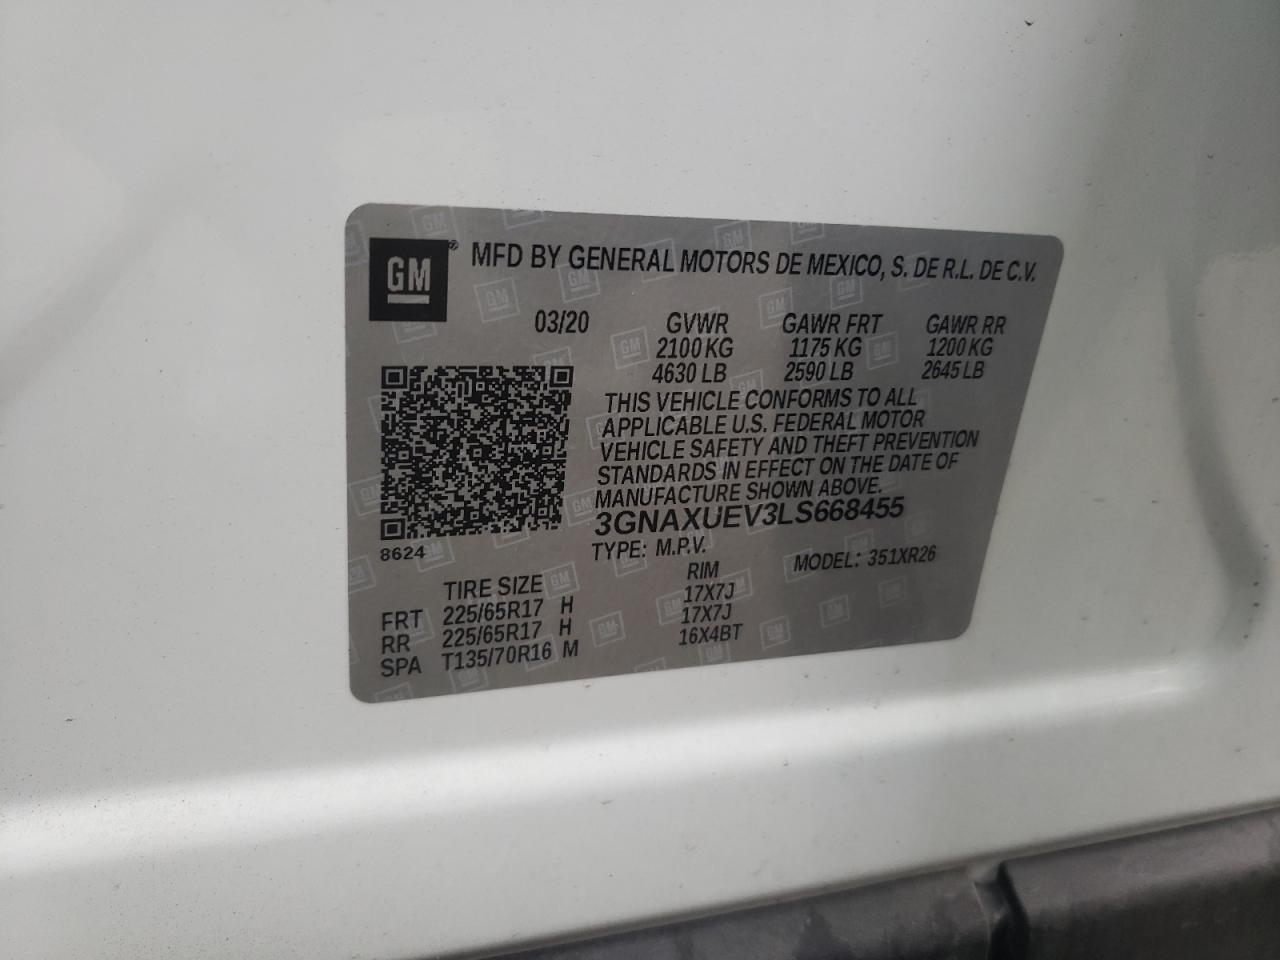 GM® MFD BY GENERAL MOTORS DE MEXICO, S. DE R.L. DE C.V.
03/20 GVWR GAWR FRT GAWR RR
2100 KG 1175 KG 1200 KG
4630 LB 2590 LB 2645 LB
THIS VEHICLE CONFORMS TO ALL
APPLICABLE U.S. FEDERAL MOTOR
VEHICLE SAFETY AND THEFT PREVENTION
STANDARDS IN EFFECT ON THE DATE OF
MANUFACTURE SHOWN ABOVE.
3GNAXUEV3LS668455
8624 TYPE: M.P.V. MODEL: 351XR26
TIRE SIZE RIM
FRT 225/65R17 H 17X7J
RR 225/65R17 H 17X7J
SPA T135/70R16 M 16X4BT